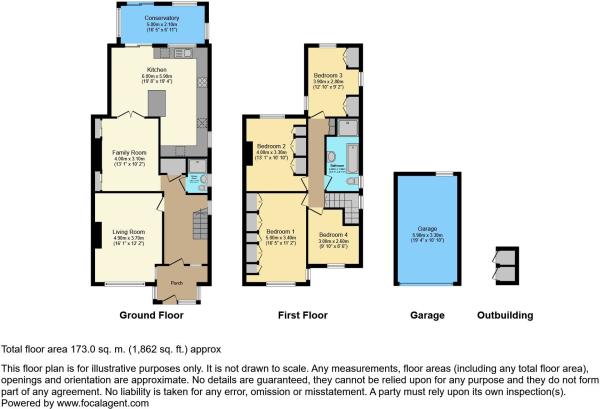 Conservatory
5.00m x 2.10m
(16' 5" x 6' 11")
Kitchen
6.00m x 5.90m
(19' 8" x 19' 4")
Family Room
4.00m x 3.10m
(13' 1" x 10' 2")
Living Room
4.90m x 3.70m
(16' 1" x 12' 2")
Porch
Ground Floor
Bedroom 3
3.90m x 2.80m
(12' 10" x 9' 2")
Bedroom 2
4.00m x 3.30m
(13' 1" x 10' 10")
Bathroom
Bedroom 1
5.00m x 3.40m
(16' 5" x 11' 2")
Bedroom 4
3.00m x 2.60m
(9' 10" x 8' 6")
First Floor
Garage
5.90m x 3.30m
(19' 4" x 10' 10")
Garage
Outbuilding
Total floor area 173.0 sq. m. (1,862 sq. ft.) approx
This floor plan is for illustrative purposes only. It is not drawn to scale. Any measurements, floor areas (including any total floor area),
openings and orientation are approximate. No details are guaranteed, they cannot be relied upon for any purpose and they do not form
part of any agreement. No liability is taken for any error, omission or misstatement. A party must rely upon its own inspection(s).
Powered by www.focalagent.com